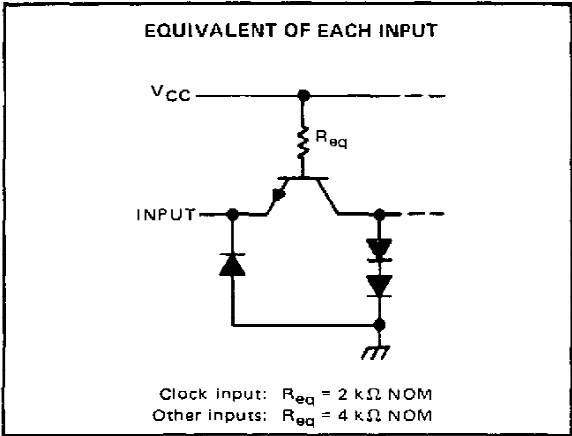 EQUIVALENT OF EACH INPUT
VCC
Req
INPUT
Clock input: Req = 2 kΩ NOM
Other inputs: Req = 4 kΩ NOM